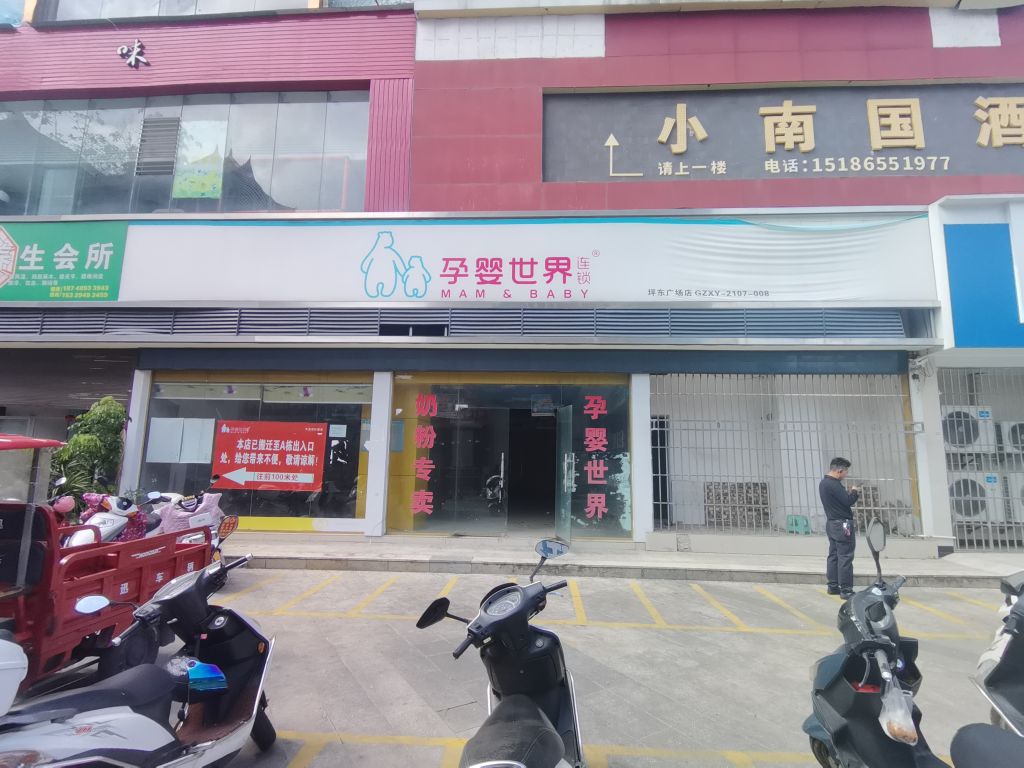 味
小南国酒
请上一楼 电话:15186551977
生会所
孕婴世界®
连锁
MAM & BABY
坪东广场店 GZXY-2107-008
本店已搬迁至A栋出入口
处,给您带来不便,敬请谅解!
往前100米处
奶粉专卖
孕婴世界
迅车辆